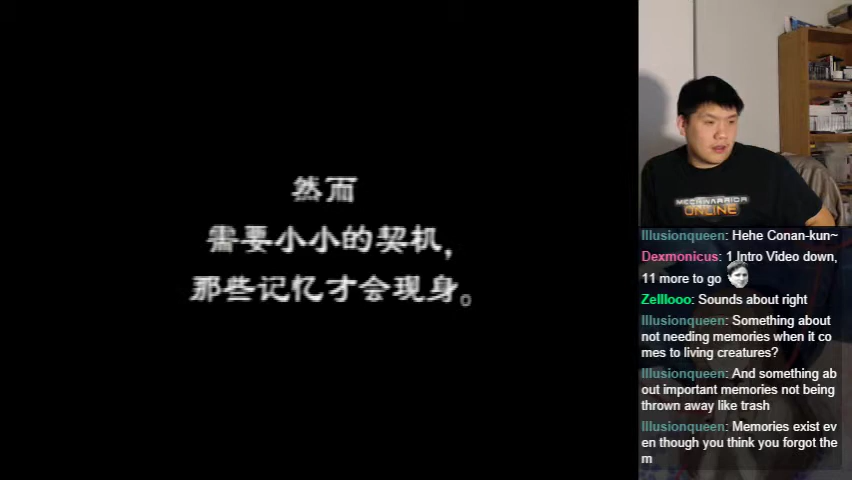 然而
需要小小的契机，
那些记忆才会现身。
MECHWARRIOR
ONLINE
Illusionqueen: Hehe Conan-kun~
Dexmonicus: 1 Intro Video down,
11 more to go
Zelllooo: Sounds about right
Illusionqueen: Something about
not needing memories when it co
mes to living creatures?
Illusionqueen: And something ab
out important memories not being
thrown away like trash
Illusionqueen: Memories exist ev
en though you think you forgot the
m